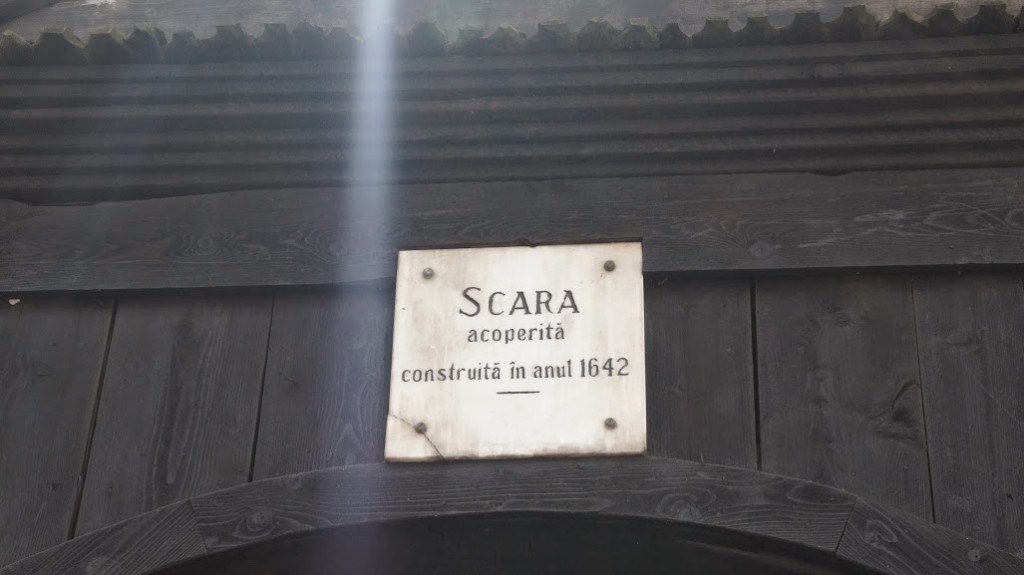 SCARA
acoperită
construită în anul 1642